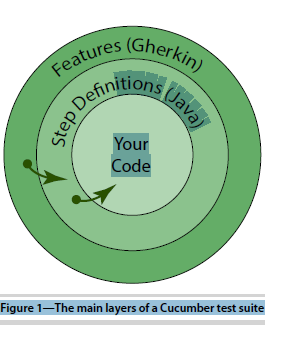 Features (Gherkin)
Step Definitions (Java)
Your
Code
Figure 1—The main layers of a Cucumber test suite